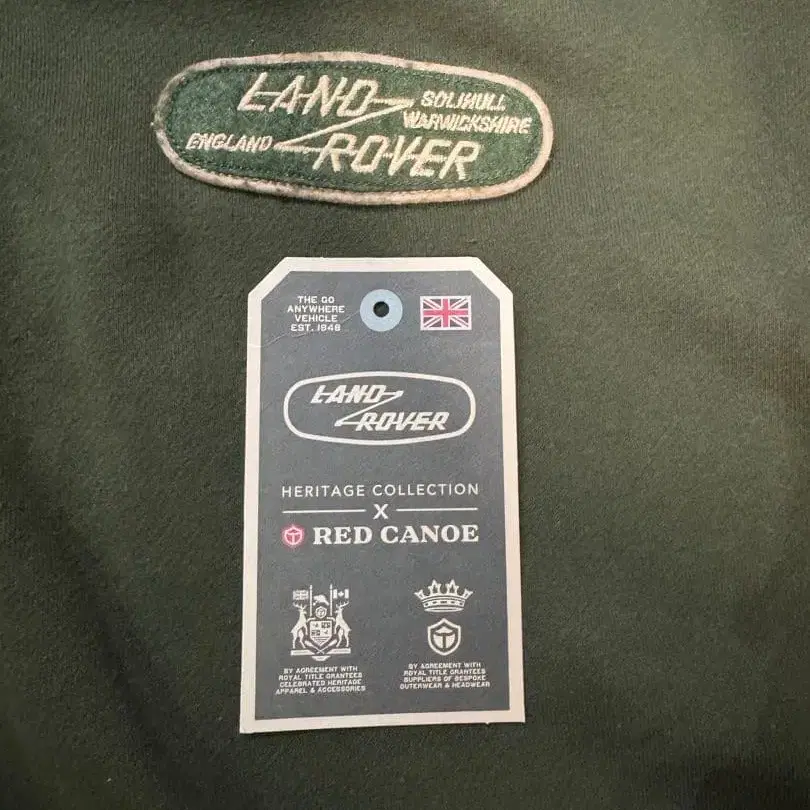 LAND
SOLIHULL
WARWICKSHIRE
ENGLAND
ROVER
THE GO
ANYWHERE
VEHICLE
EST. 1948
LAND
ROVER
HERITAGE COLLECTION
X
RED CANOE
BY AGREEMENT WITH
ROYAL TITLE GRANTEES
CELEBRATED HERITAGE
APPAREL & ACCESSORIES
BY AGREEMENT WITH
ROYAL TITLE GRANTEES
SUPPLIERS OF BESPOKE
OUTERWEAR & HEADWEAR